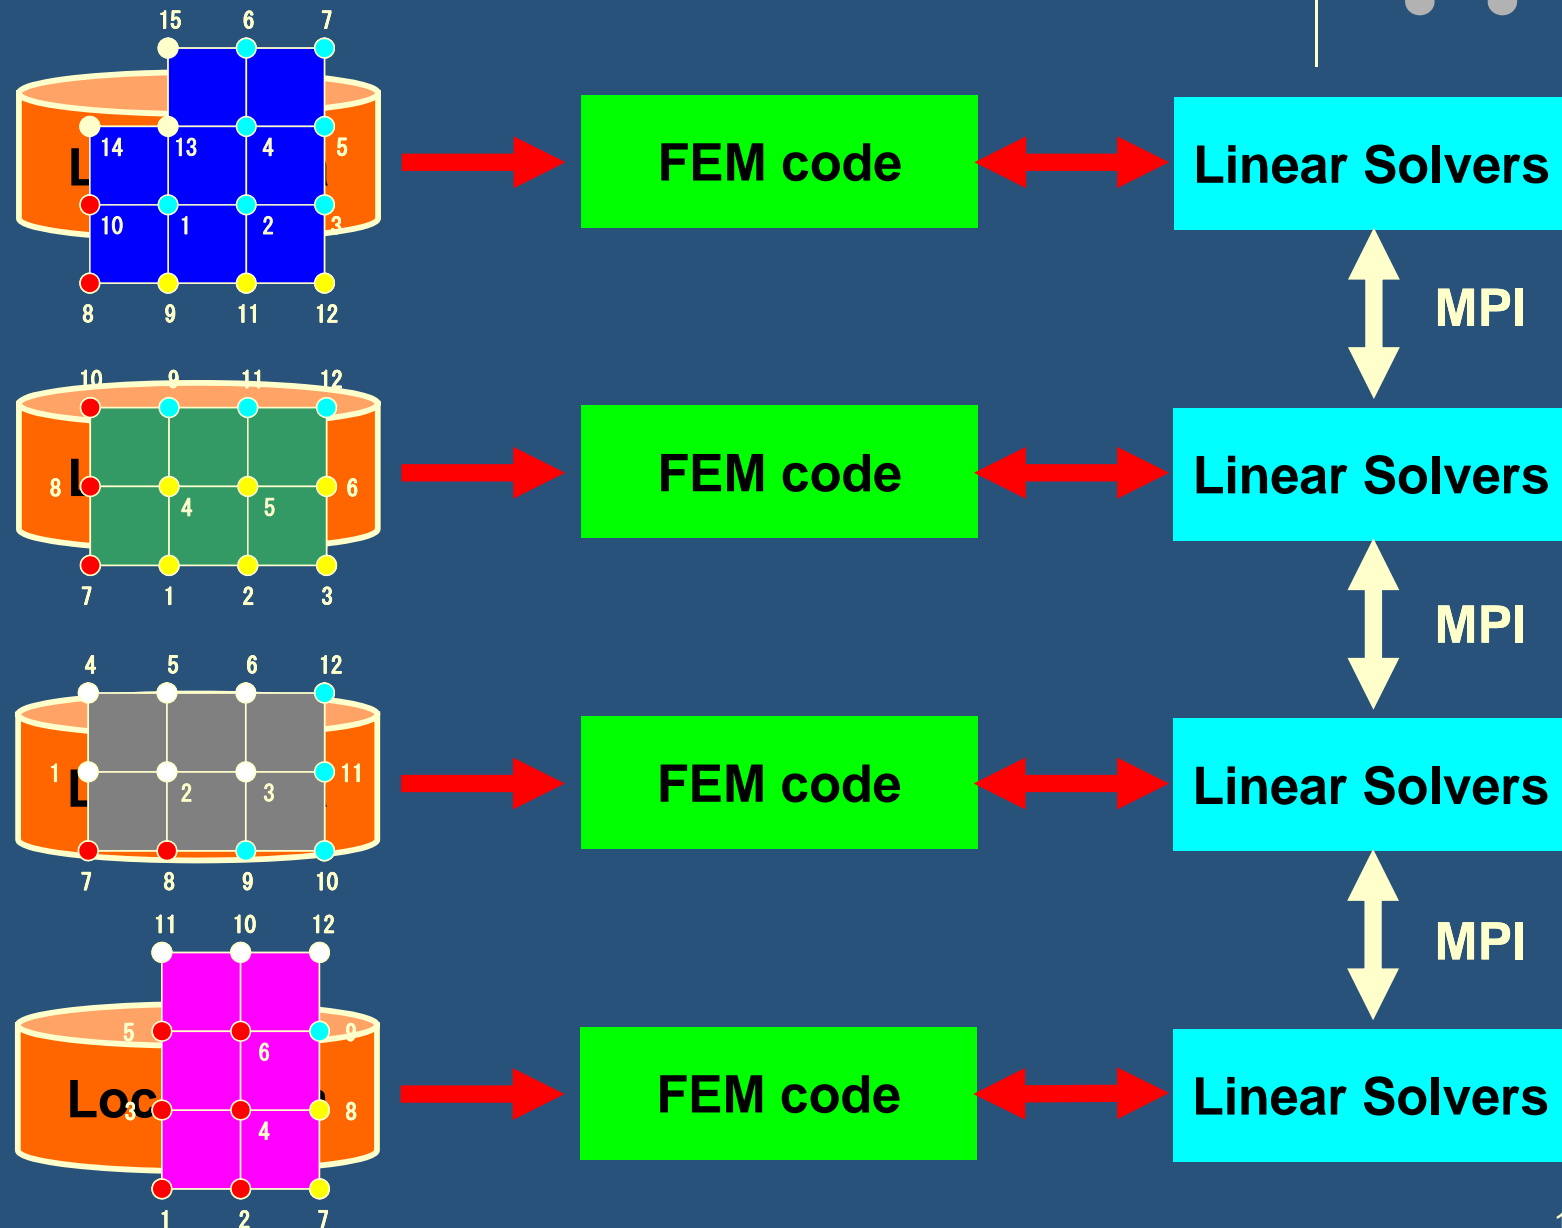 15 6 7
14 13 4 5
10 1 2 3
8 9 11 12
FEM code
Linear Solvers
MPI
10 9 11 12
8 4 5 6
7 1 2 3
FEM code
Linear Solvers
MPI
4 5 6 12
1 2 3 11
7 8 9 10
FEM code
Linear Solvers
MPI
11 10 12
5 6 9
3 4 8
1 2 7
FEM code
Linear Solvers